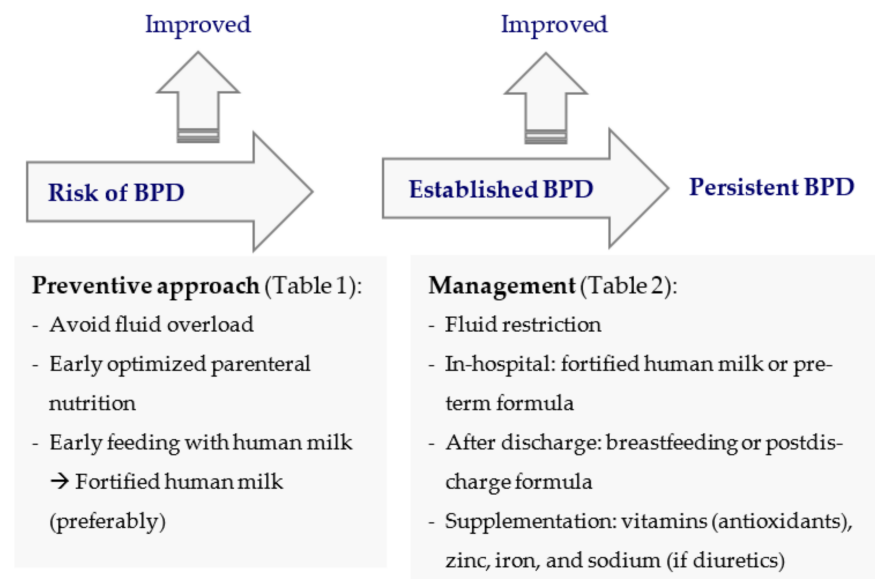 Improved
Improved
Risk of BPD
Established BPD
Persistent BPD
Preventive approach (Table 1):
- Avoid fluid overload
- Early optimized parenteral
nutrition
- Early feeding with human milk
→ Fortified human milk
(preferably)
Management (Table 2):
- Fluid restriction
- In-hospital: fortified human milk or pre-
term formula
- After discharge: breastfeeding or postdis-
charge formula
- Supplementation: vitamins (antioxidants),
zinc, iron, and sodium (if diuretics)